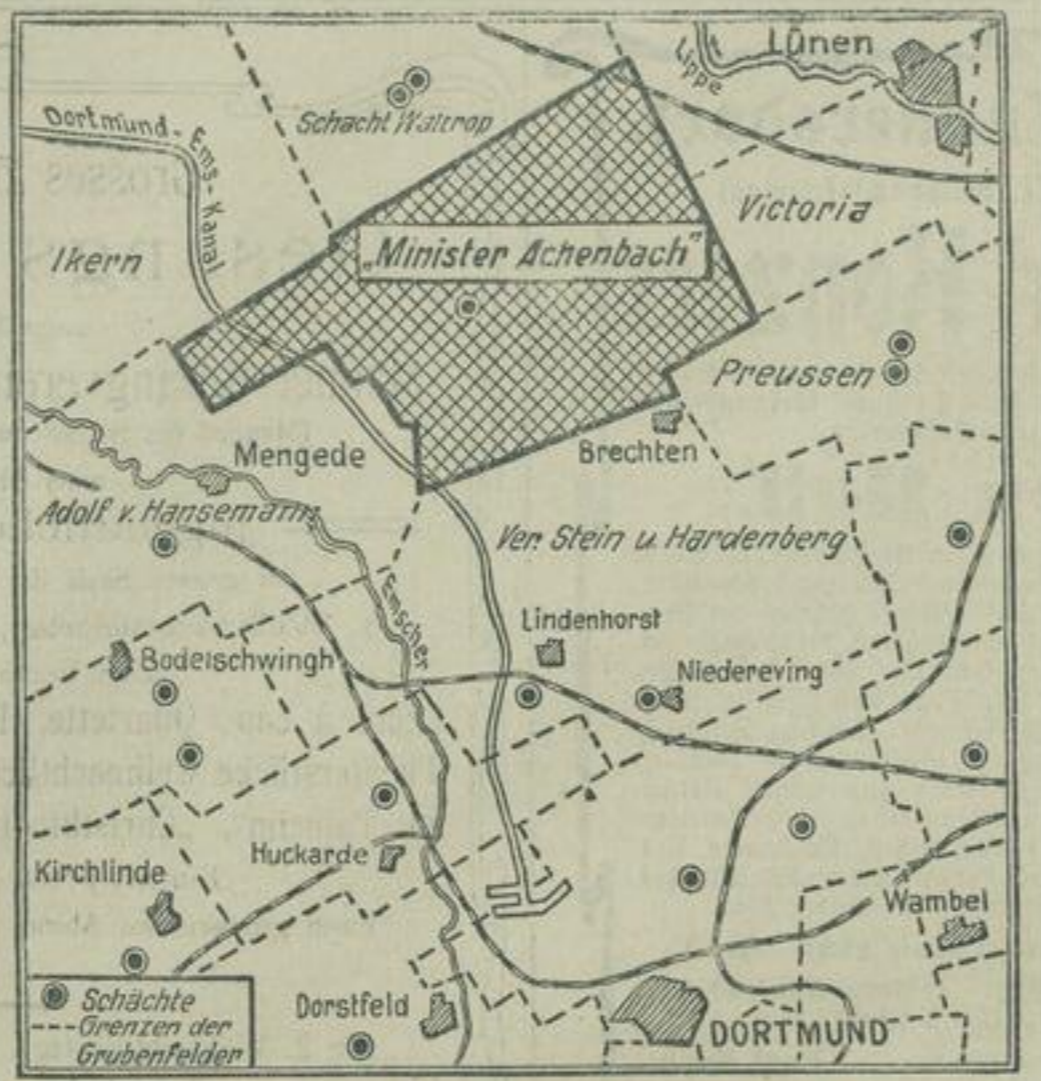 Lünen
Lippe
Dortmund-Ems-Kanal
Schacht Waltrop
Victoria
Ikern
„Minister Achenbach"
Preussen
Brechten
Mengede
Adolf v. Hansemann
Ver. Stein u. Hardenberg
Emscher
Lindenhorst
Bodelschwingh
Niedereving
Huckarde
Kirchlinde
Wambel
Dorstfeld
DORTMUND
Schächte
Grenzen der
Grubenfelder